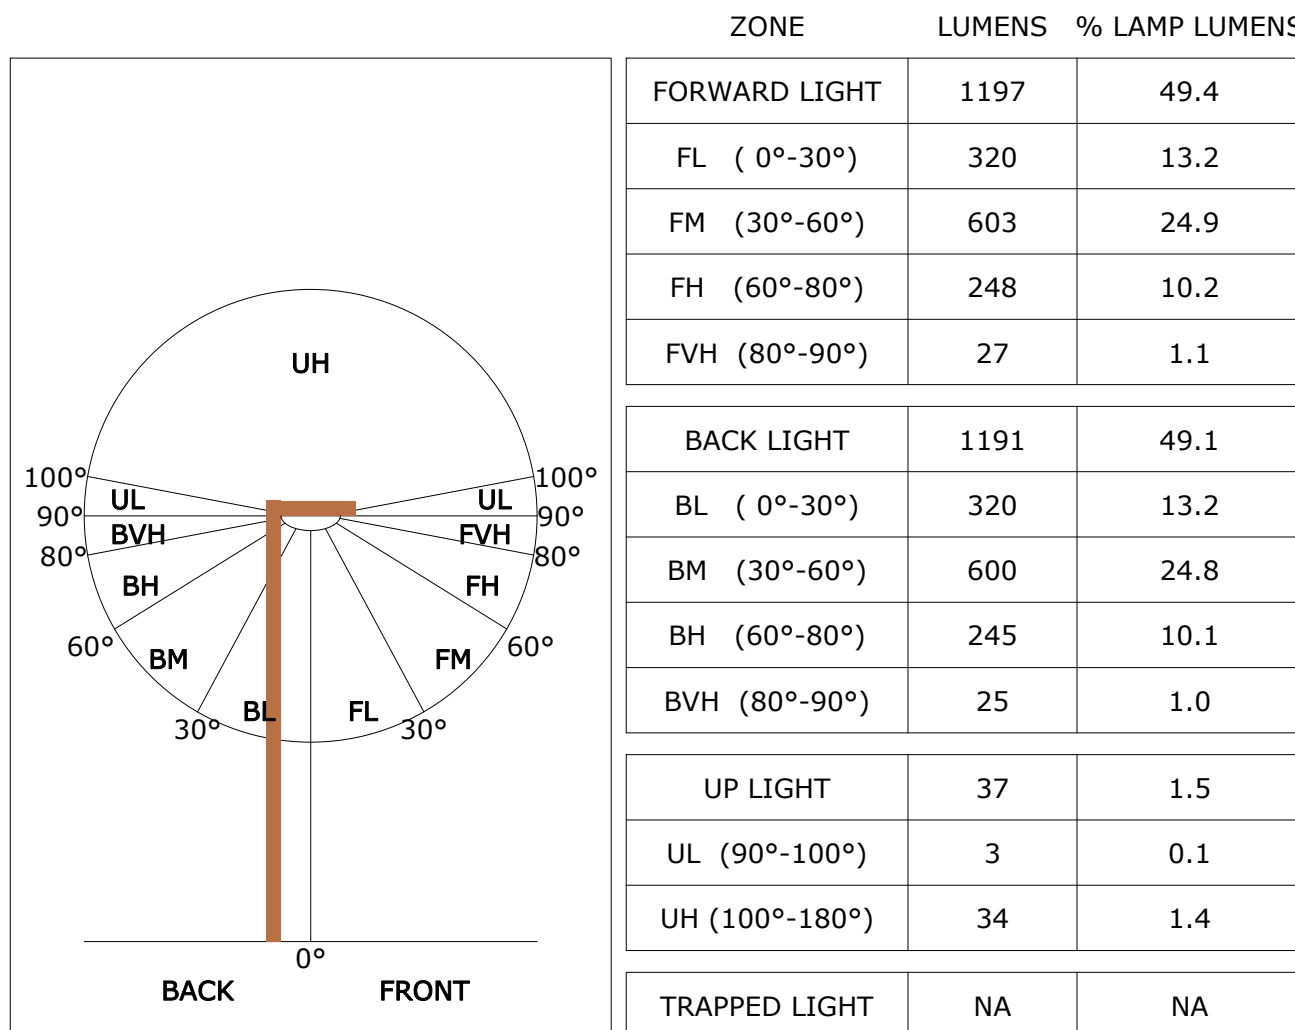 ZONE LUMENS % LAMP LUMENS
FORWARD LIGHT 1197 49.4
FL ( 0°-30°) 320 13.2
FM (30°-60°) 603 24.9
FH (60°-80°) 248 10.2
FVH (80°-90°) 27 1.1
BACK LIGHT 1191 49.1
BL ( 0°-30°) 320 13.2
BM (30°-60°) 600 24.8
BH (60°-80°) 245 10.1
BVH (80°-90°) 25 1.0
UP LIGHT 37 1.5
UL (90°-100°) 3 0.1
UH (100°-180°) 34 1.4
TRAPPED LIGHT NA NA
UH
100° 100°
UL UL
90° 90°
BVH FVH
80° 80°
BH FH
60° 60°
BM FM
BL FL
30° 30°
0°
BACK FRONT